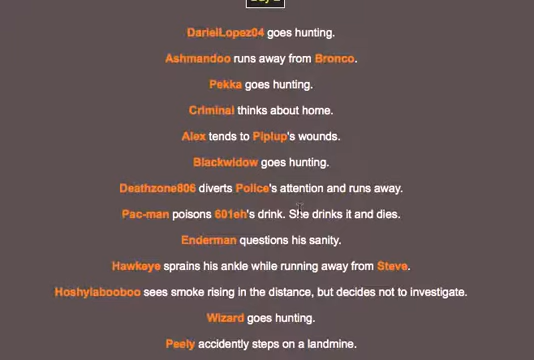 DarielLopez04 goes hunting.
Ashmandoo runs away from Bronco.
Pekka goes hunting.
Criminal thinks about home.
Alex tends to Piplup's wounds.
Blackwidow goes hunting.
Deathzone806 diverts Police's attention and runs away.
Pac-man poisons 601eh's drink. She drinks it and dies.
Enderman questions his sanity.
Hawkeye sprains his ankle while running away from Steve.
Hoshylabooboo sees smoke rising in the distance, but decides not to investigate.
Wizard goes hunting.
Peely accidently steps on a landmine.